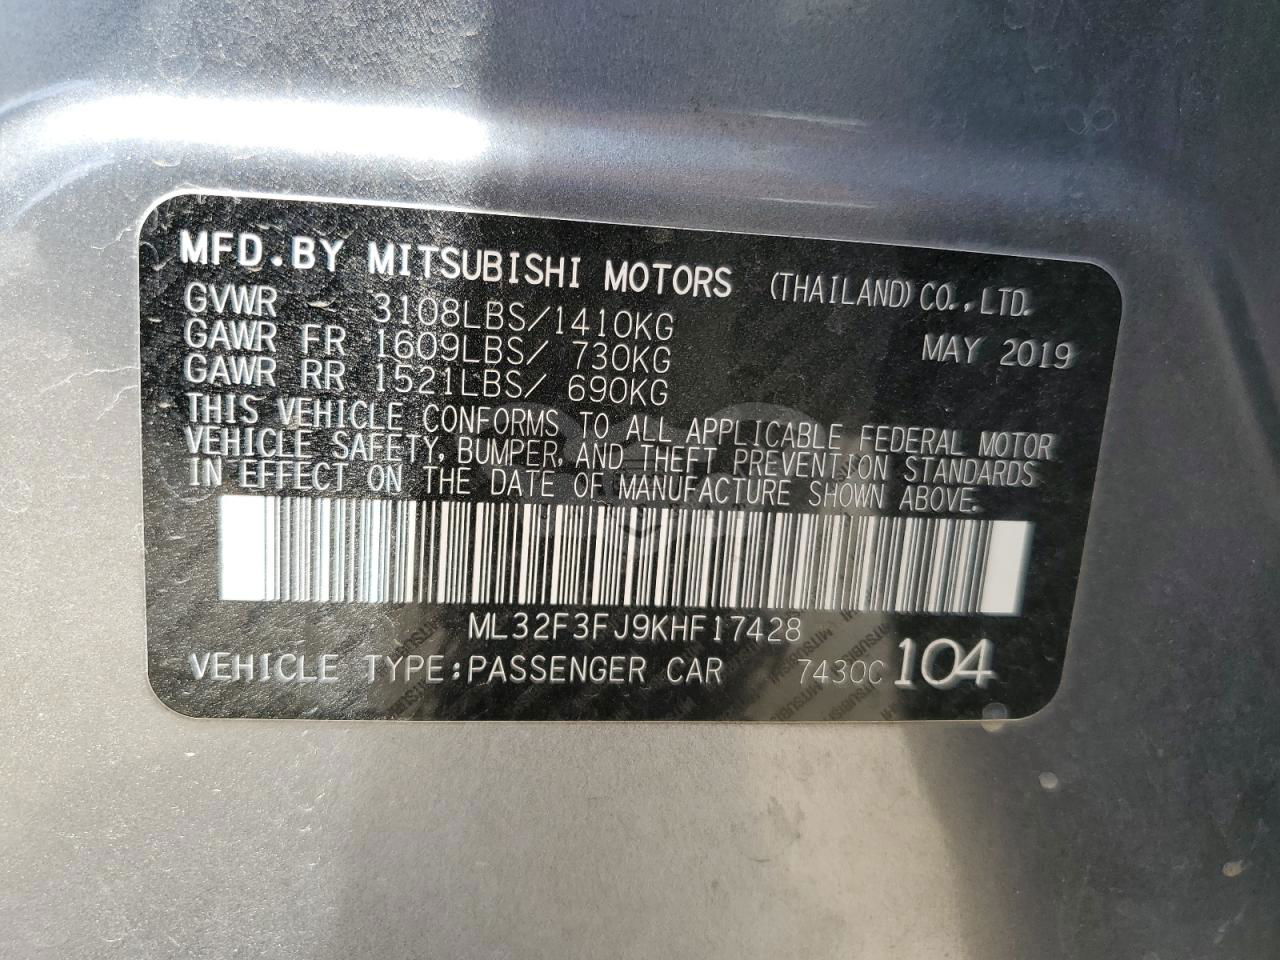 MFD.BY MITSUBISHI MOTORS (THAILAND) CO.,LTD.
GVWR 3108LBS/1410KG
GAWR FR 1609LBS/ 730KG MAY 2019
GAWR RR 1521LBS/ 690KG
THIS VEHICLE CONFORMS TO ALL APPLICABLE FEDERAL MOTOR
VEHICLE SAFETY, BUMPER, AND THEFT PREVENTION STANDARDS
IN EFFECT ON THE DATE OF MANUFACTURE SHOWN ABOVE.
ML32F3FJ9KHF17428
VEHICLE TYPE:PASSENGER CAR 7430C 104